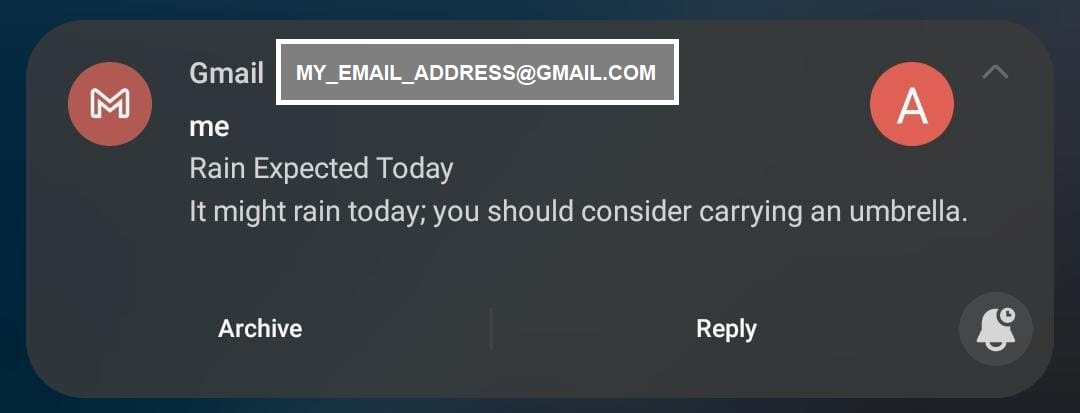 Gmail MY_EMAIL_ADDRESS@GMAIL.COM
me
A
Rain Expected Today
It might rain today; you should consider carrying an umbrella.
Archive Reply